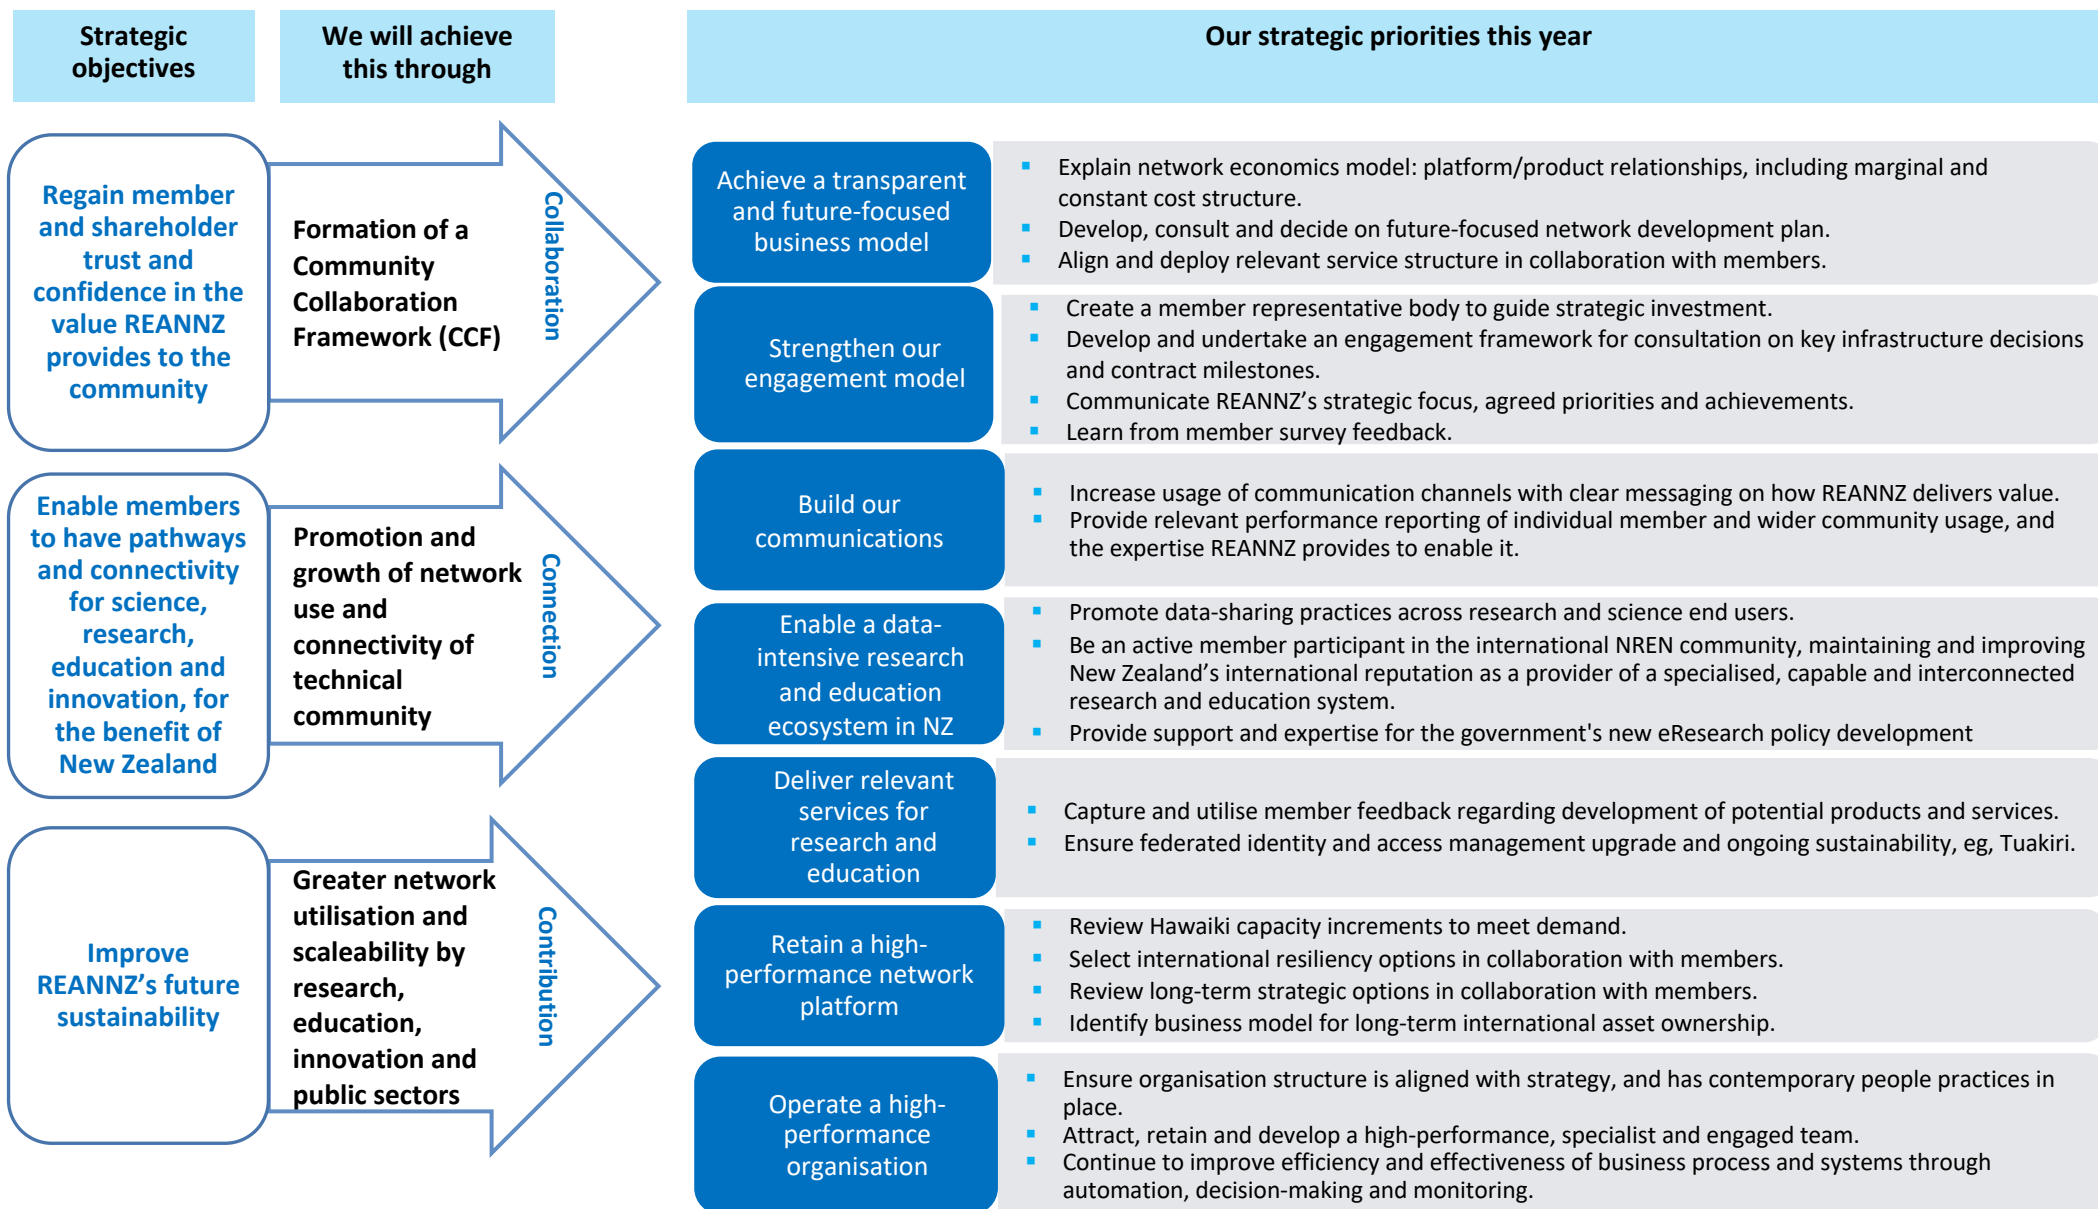 Strategic
objectives
We will achieve
this through
Our strategic priorities this year
Regain member
and shareholder
trust and
confidence in the
value REANNZ
provides to the
community
Formation of a
Community
Collaboration
Framework (CCF)
Collaboration
Enable members
to have pathways
and connectivity
for science,
research,
education and
innovation, for
the benefit of
New Zealand
Promotion and
growth of network
use and
connectivity of
technical
community
Connection
Improve
REANNZ’s future
sustainability
Greater network
utilisation and
scaleability by
research,
education,
innovation and
public sectors
Contribution
Achieve a transparent
and future-focused
business model
▪ Explain network economics model: platform/product relationships, including marginal and
constant cost structure.
▪ Develop, consult and decide on future-focused network development plan.
▪ Align and deploy relevant service structure in collaboration with members.
Strengthen our
engagement model
▪ Create a member representative body to guide strategic investment.
▪ Develop and undertake an engagement framework for consultation on key infrastructure decisions
and contract milestones.
▪ Communicate REANNZ’s strategic focus, agreed priorities and achievements.
▪ Learn from member survey feedback.
Build our
communications
▪ Increase usage of communication channels with clear messaging on how REANNZ delivers value.
▪ Provide relevant performance reporting of individual member and wider community usage, and
the expertise REANNZ provides to enable it.
Enable a data-
intensive research
and education
ecosystem in NZ
▪ Promote data-sharing practices across research and science end users.
▪ Be an active member participant in the international NREN community, maintaining and improving
New Zealand’s international reputation as a provider of a specialised, capable and interconnected
research and education system.
▪ Provide support and expertise for the government's new eResearch policy development
Deliver relevant
services for
research and
education
▪ Capture and utilise member feedback regarding development of potential products and services.
▪ Ensure federated identity and access management upgrade and ongoing sustainability, eg, Tuakiri.
Retain a high-
performance network
platform
▪ Review Hawaiki capacity increments to meet demand.
▪ Select international resiliency options in collaboration with members.
▪ Review long-term strategic options in collaboration with members.
▪ Identify business model for long-term international asset ownership.
Operate a high-
performance
organisation
▪ Ensure organisation structure is aligned with strategy, and has contemporary people practices in
place.
▪ Attract, retain and develop a high-performance, specialist and engaged team.
▪ Continue to improve efficiency and effectiveness of business process and systems through
automation, decision-making and monitoring.